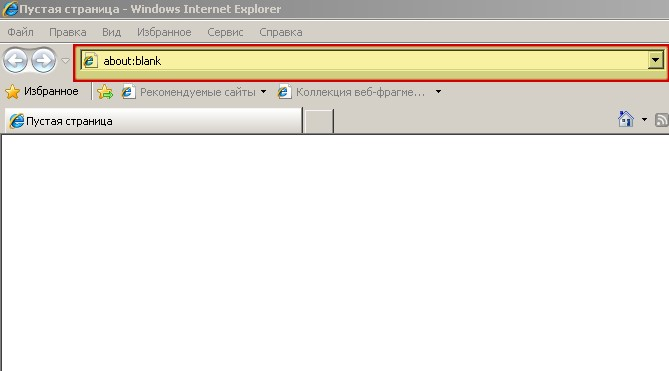 Пустая страница - Windows Internet Explorer
Файл Правка Вид Избранное Сервис Справка
about:blank
Избранное Рекомендуемые сайты Коллекция веб-фрагме...
Пустая страница